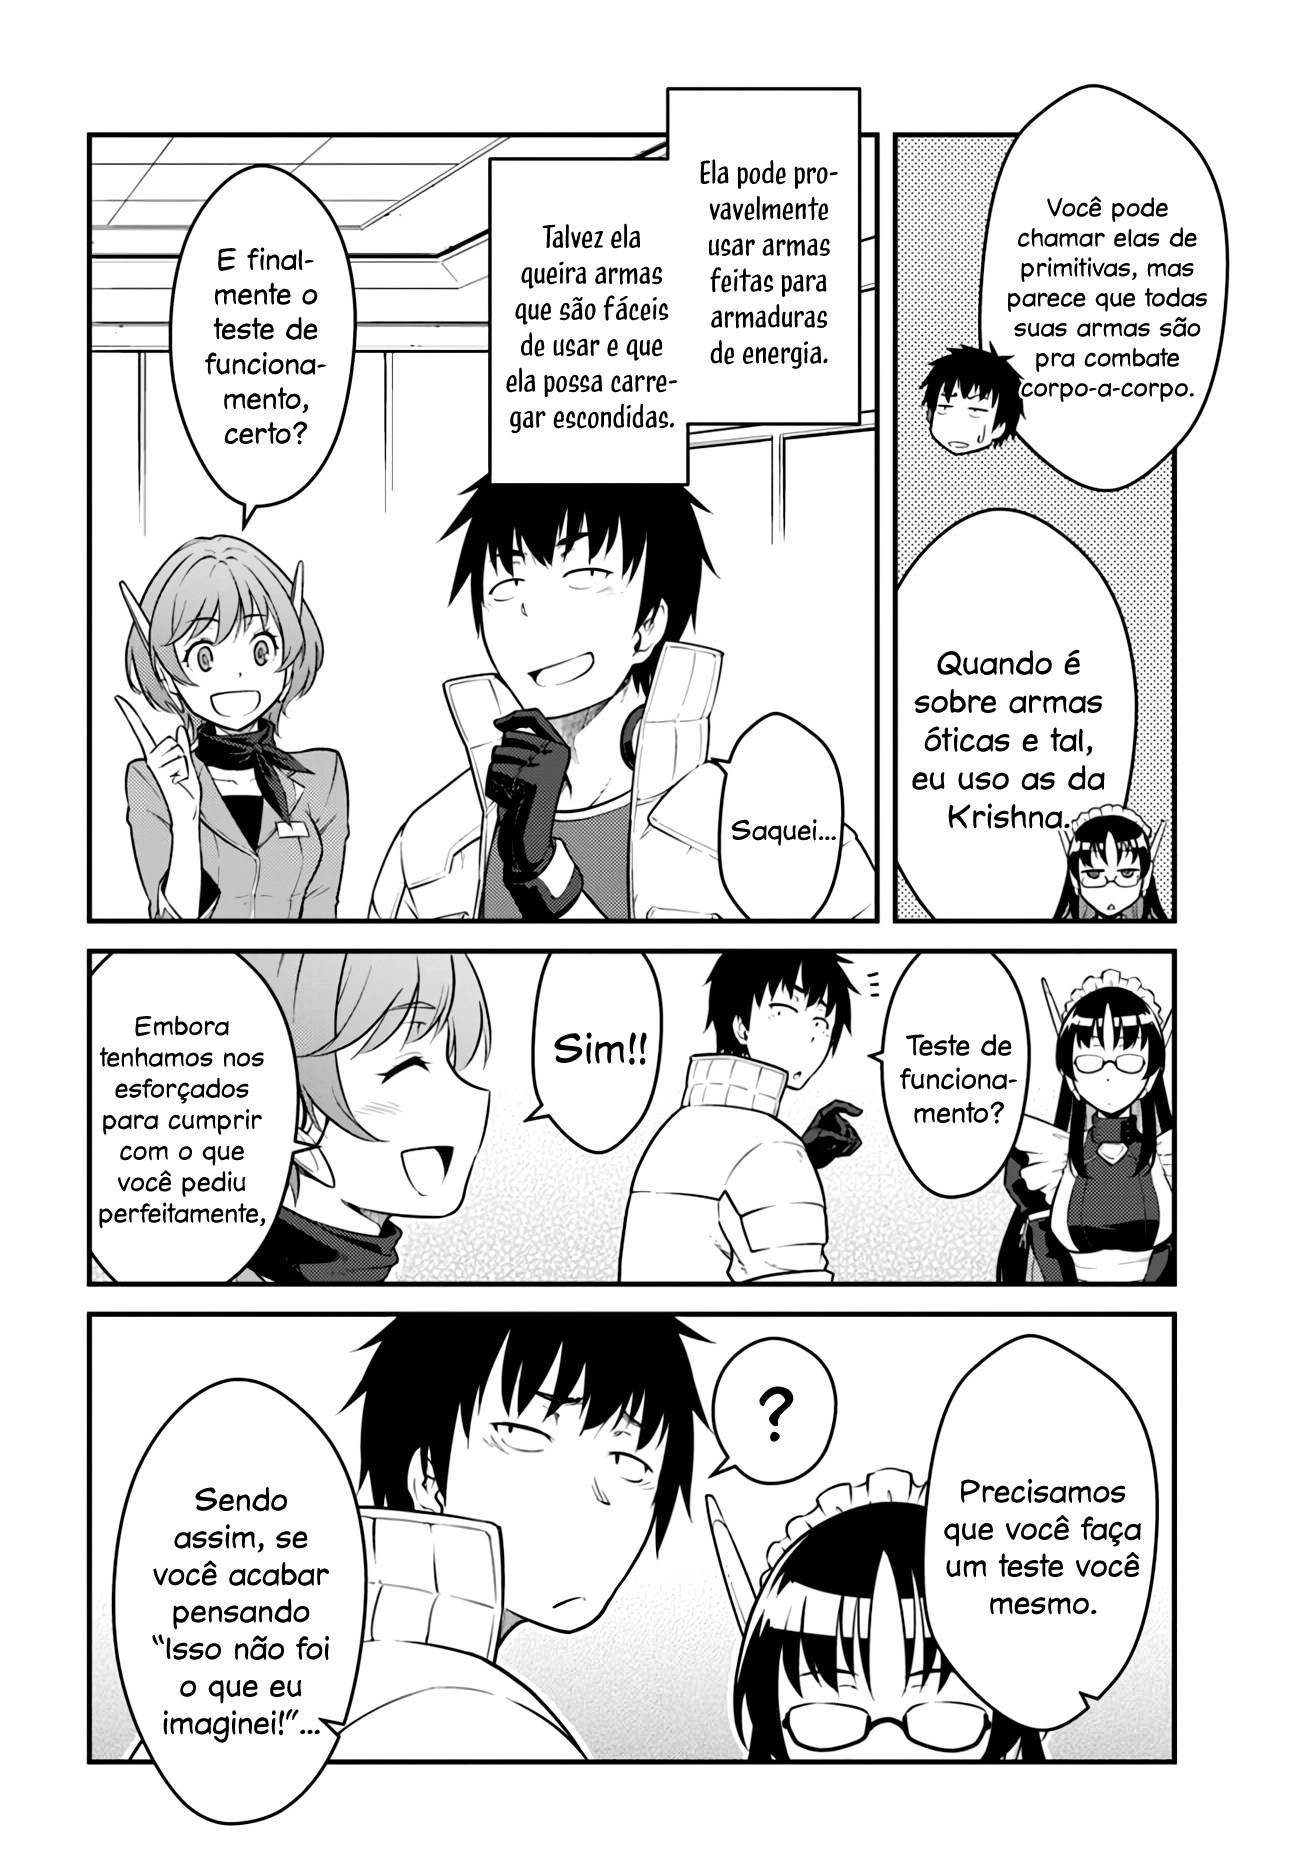 Você pode
chamar elas de
primitivas, mas
parece que todas
suas armas são
pra combate
corpo-a-corpo.
Quando é
sobre armas
óticas e tal,
eu uso as da
Krishna.
Ela pode pro-
vavelmente
usar armas
feitas para
armaduras
de energia.
Talvez ela
queira armas
que são fáceis
de usar e que
ela possa carre-
gar escondidas.
Saquei...
E final-
mente o
teste de
funciona-
mento,
certo?
Teste de
funciona-
mento?
Sim!!
Embora
tenhamos nos
esforçados
para cumprir
com o que
você pediu
perfeitamente,
Precisamos
que você faça
um teste você
mesmo.
?
Sendo
assim, se
você acabar
pensando
“Isso não foi
o que eu
imaginei!”...